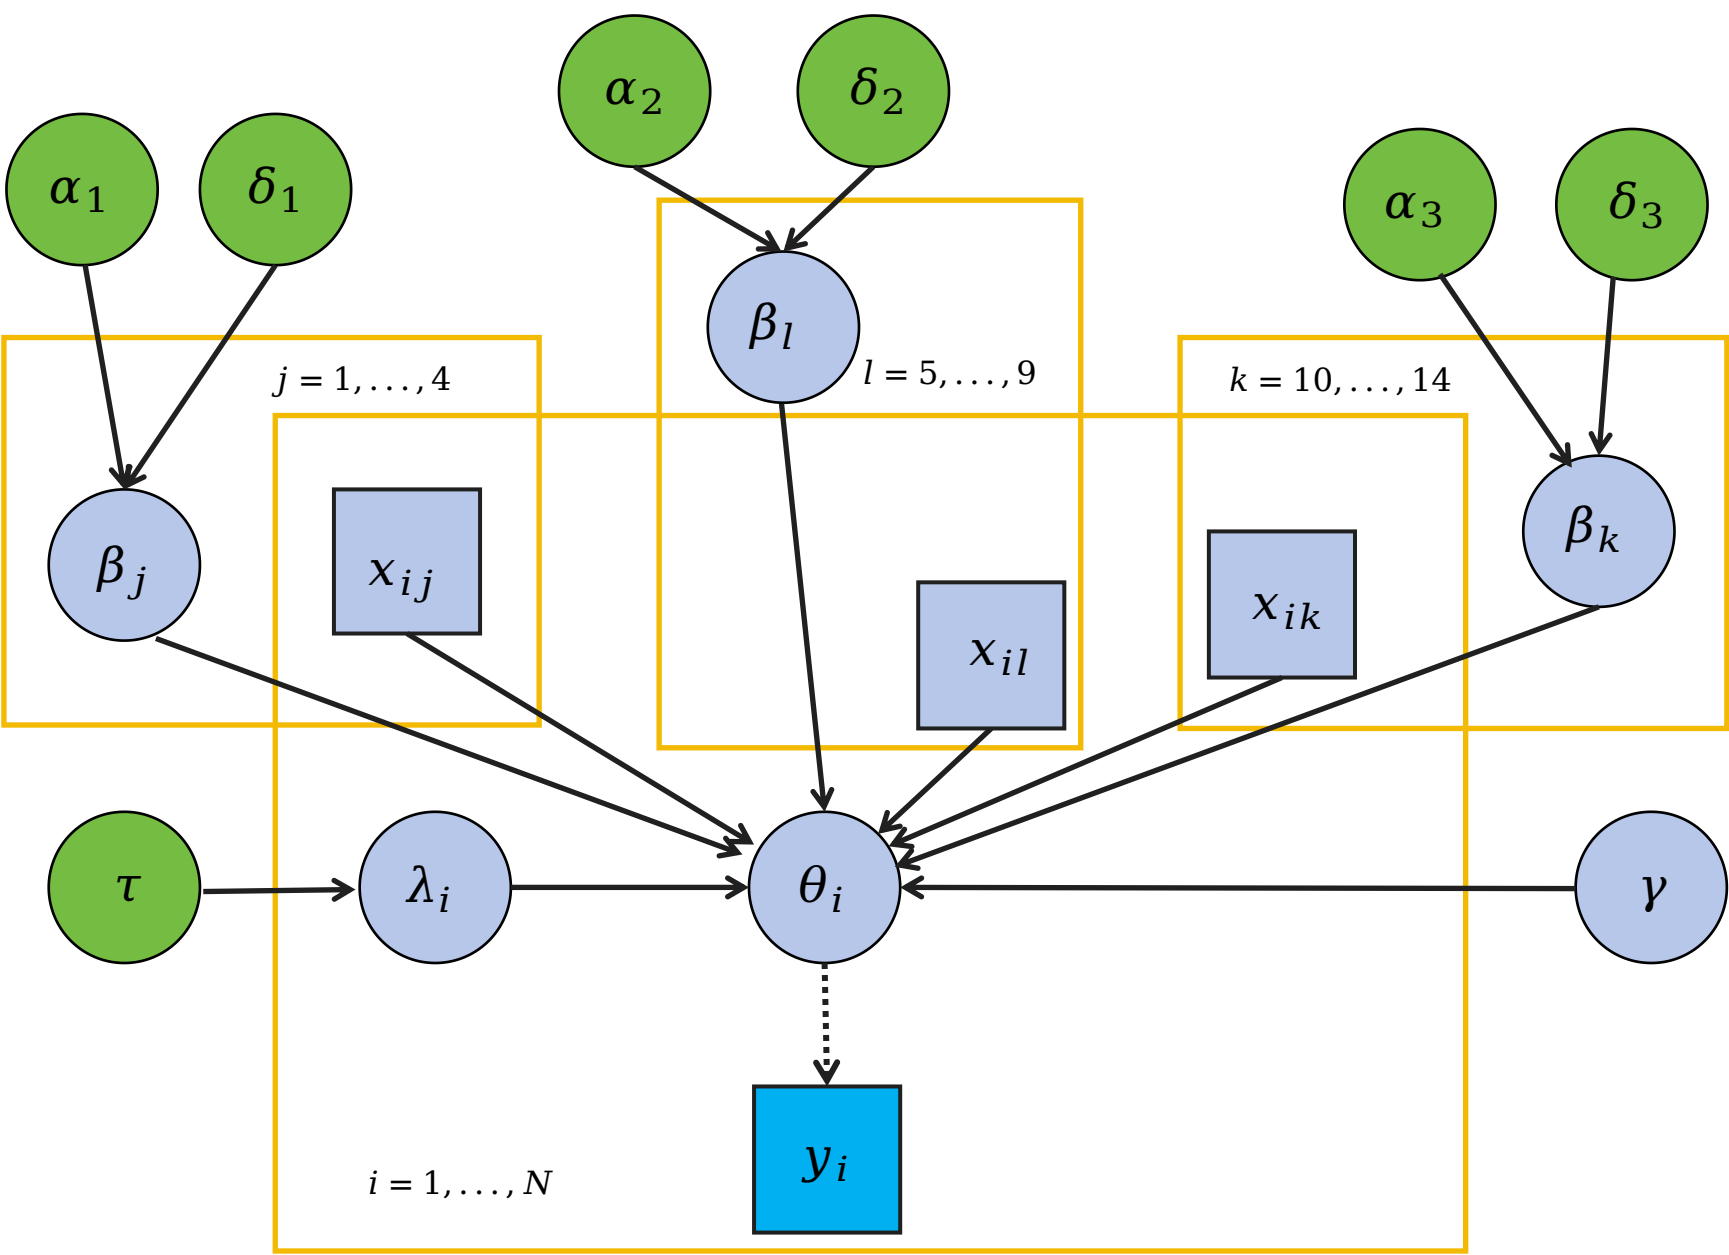 α₂
δ₂
α₁
δ₁
α₃
δ₃
βₗ
j = 1, . . . , 4
l = 5, . . . , 9
k = 10, . . . , 14
βⱼ
xᵢⱼ
xᵢₗ
xᵢₖ
βₖ
τ
λᵢ
θᵢ
γ
yᵢ
i = 1, . . . , N